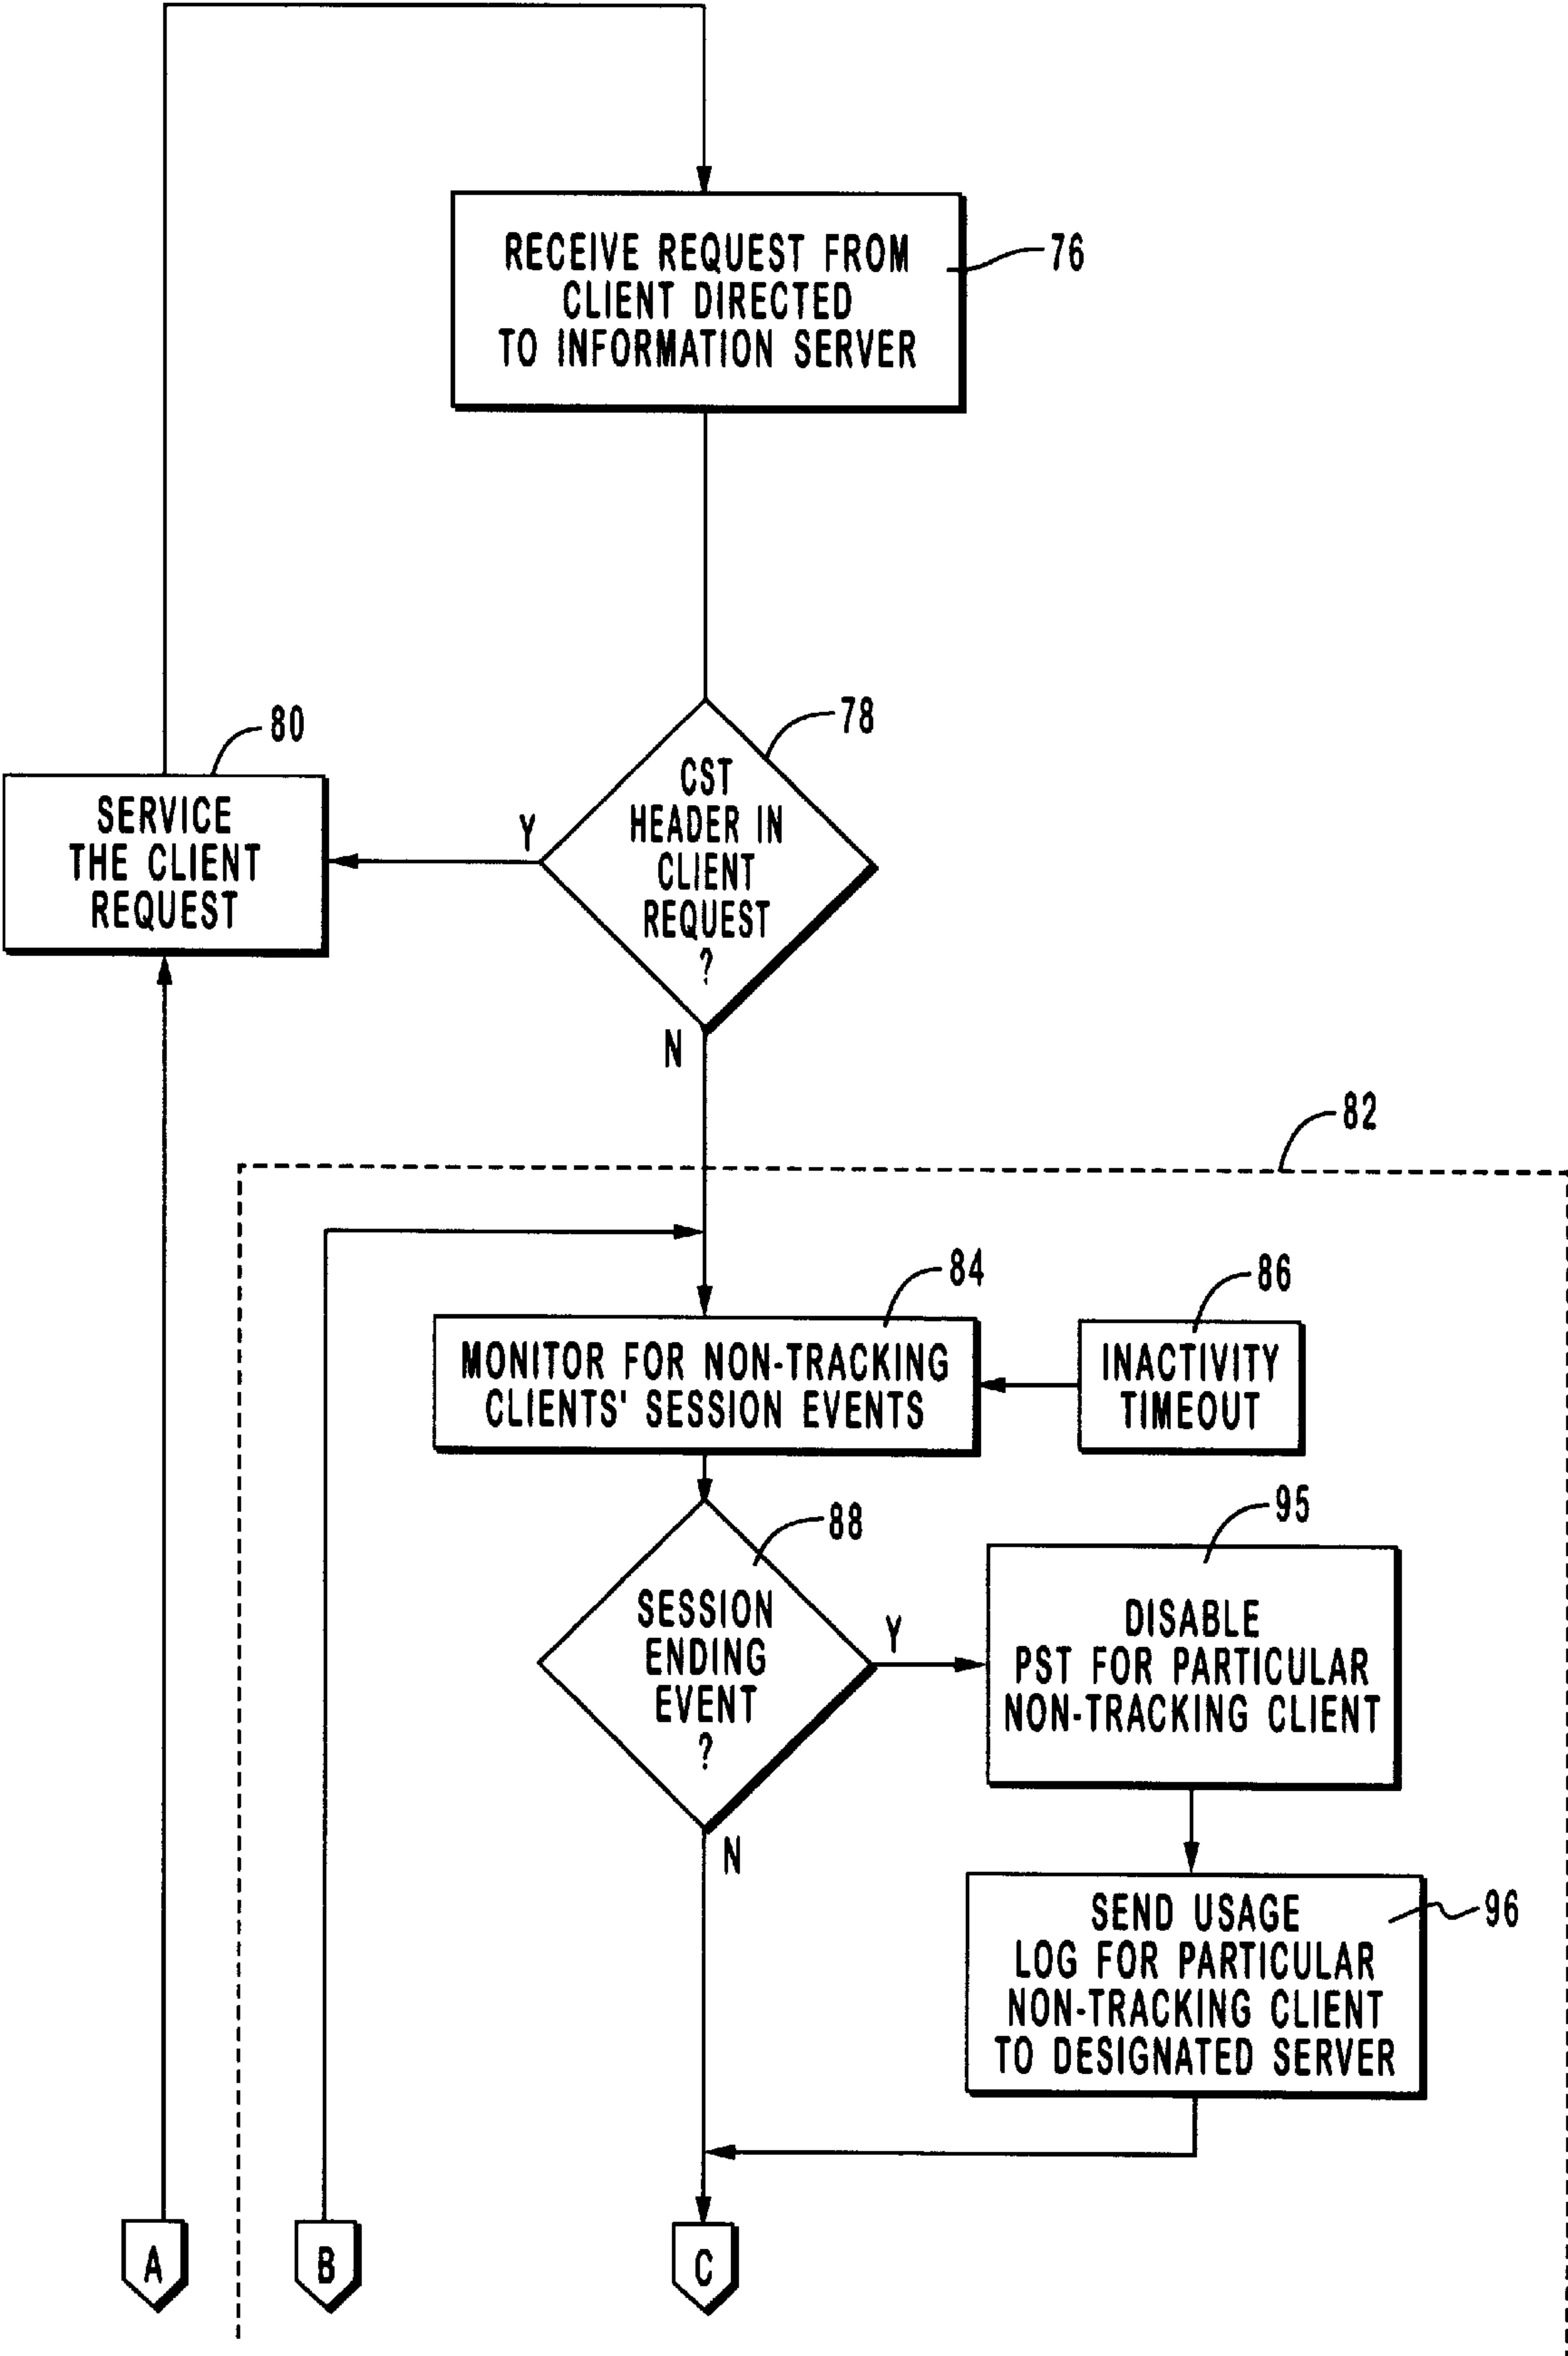 RECEIVE REQUEST FROM
CLIENT DIRECTED
TO INFORMATION SERVER
76
78
CST
HEADER IN
CLIENT
REQUEST
?
Y
N
80
SERVICE
THE CLIENT
REQUEST
82
84
MONITOR FOR NON-TRACKING
CLIENTS' SESSION EVENTS
86
INACTIVITY
TIMEOUT
88
SESSION
ENDING
EVENT
?
Y
N
95
DISABLE
PST FOR PARTICULAR
NON-TRACKING CLIENT
96
SEND USAGE
LOG FOR PARTICULAR
NON-TRACKING CLIENT
TO DESIGNATED SERVER
A
B
C